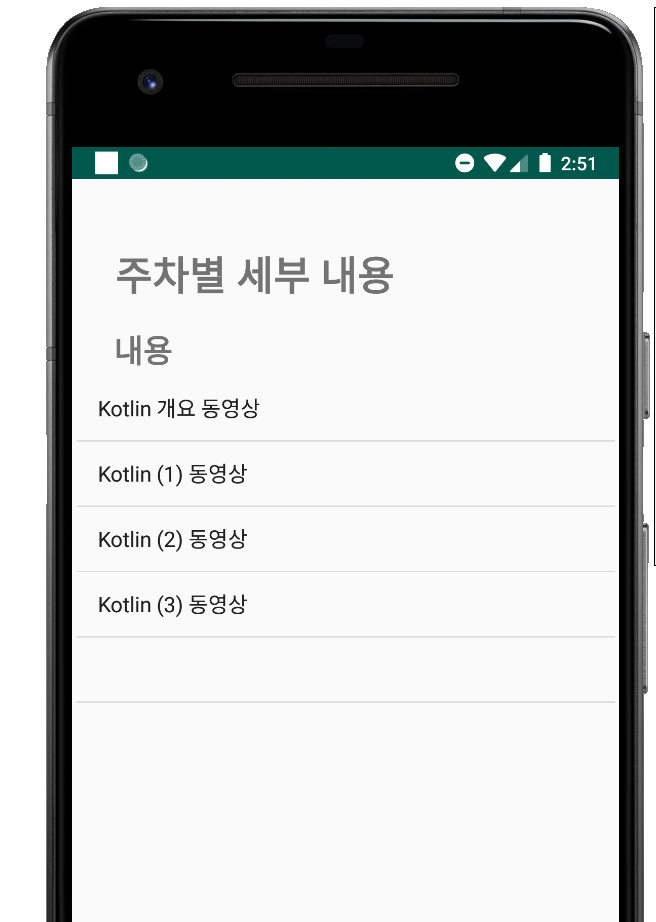 2:51
주차별 세부 내용
내용
Kotlin 개요 동영상
Kotlin (1) 동영상
Kotlin (2) 동영상
Kotlin (3) 동영상